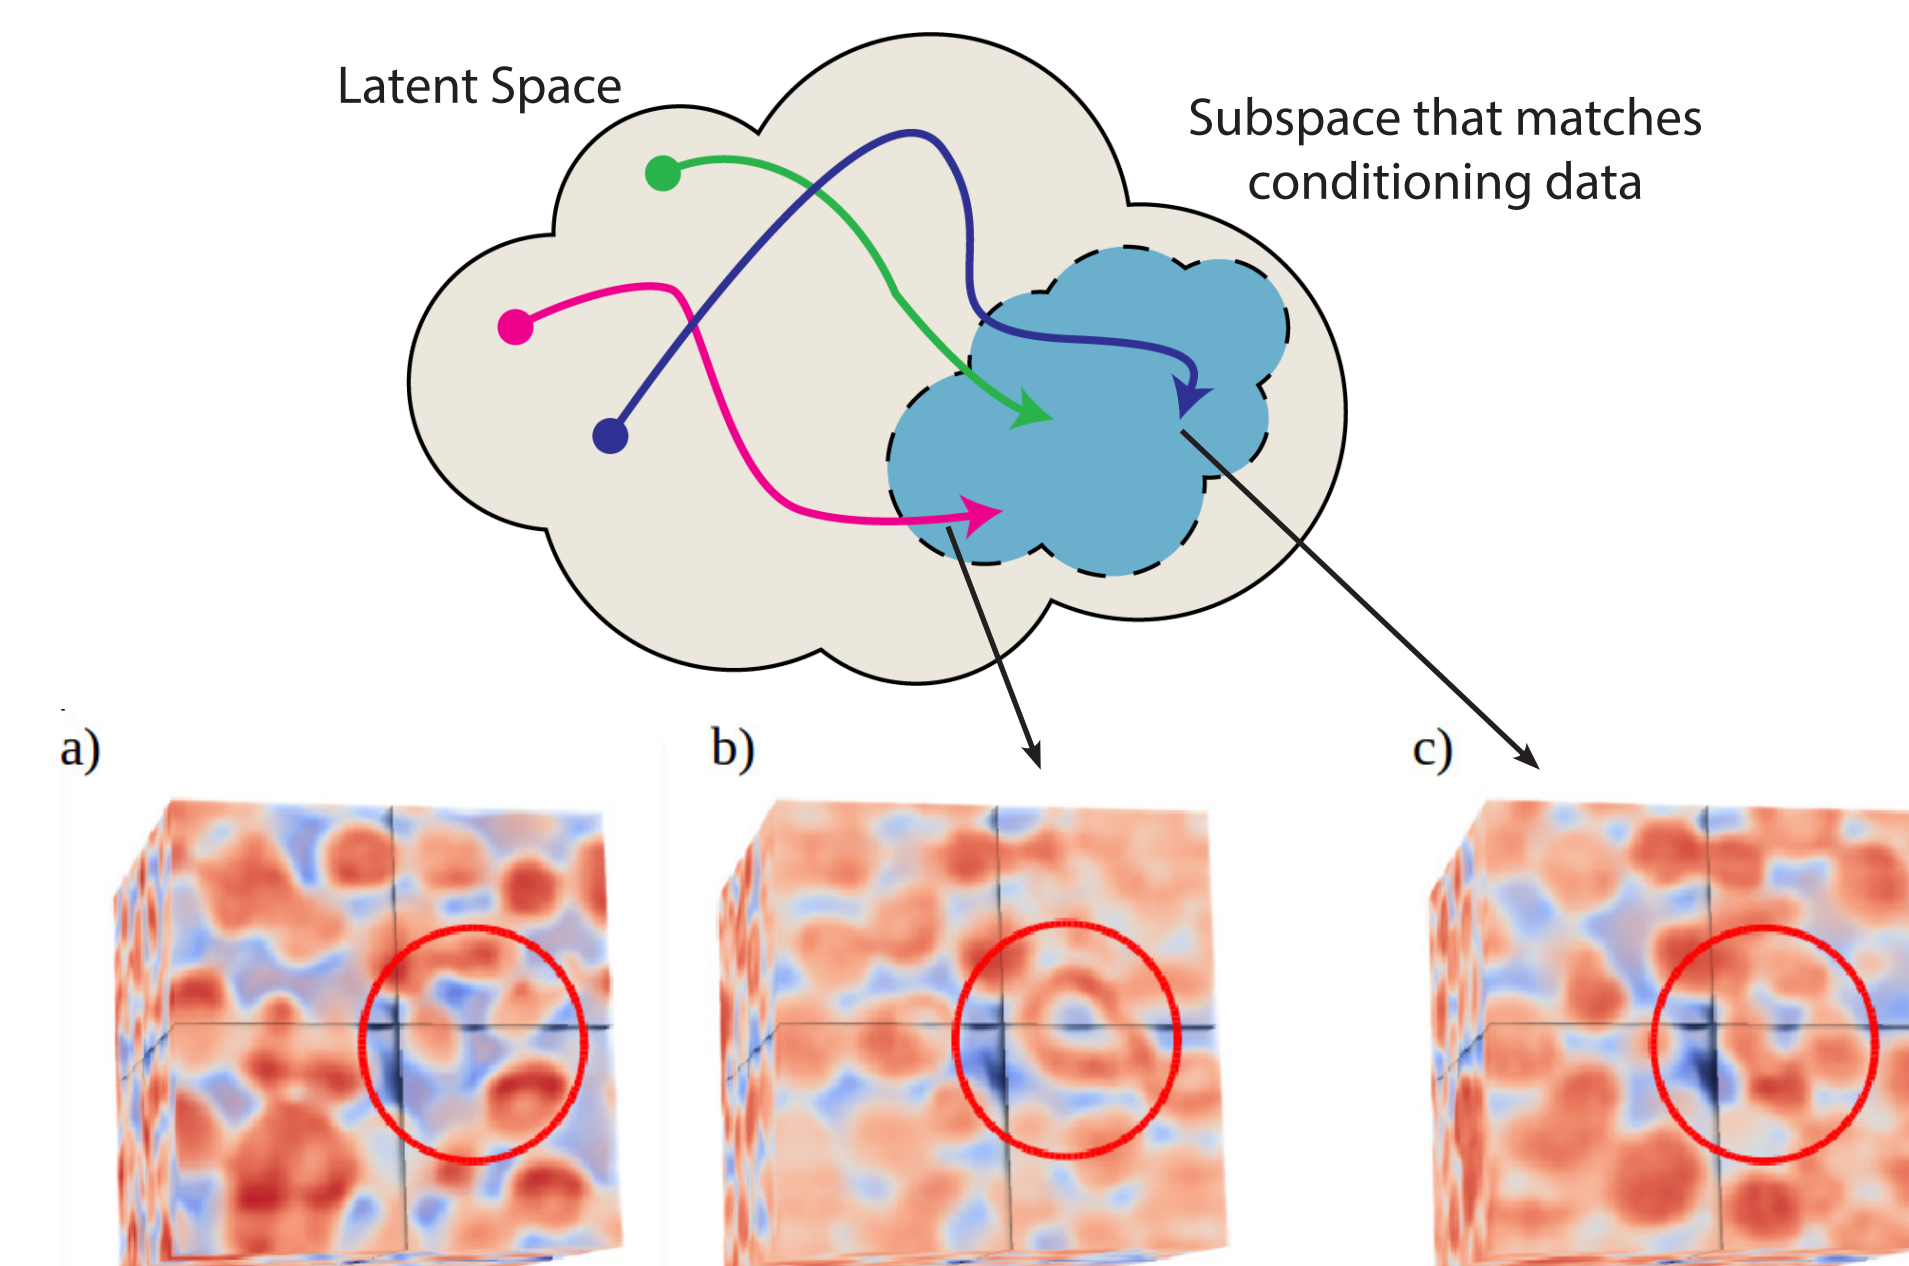 Latent Space
Subspace that matches
conditioning data
a)
b)
c)